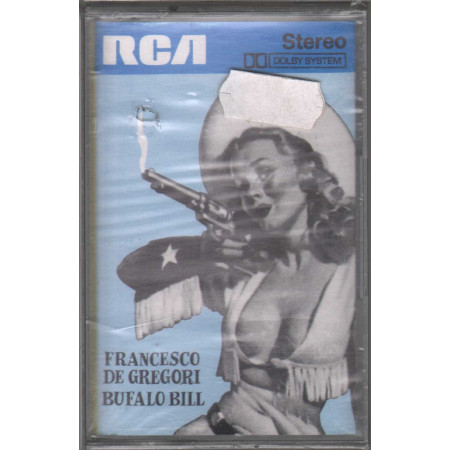 RCA
Stereo
DOLBY SYSTEM
FRANCESCO
DE GREGORI
BUFALO BILL